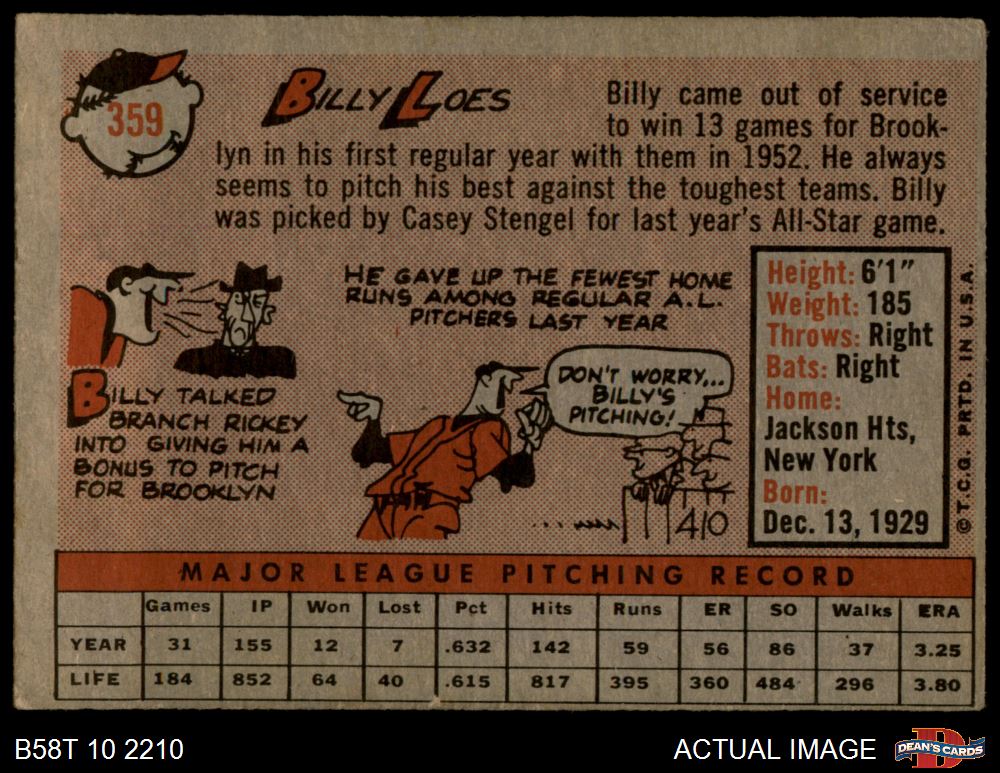 359
BILLY LOES
Billy came out of service
to win 13 games for Brook-
lyn in his first regular year with them in 1952. He always
seems to pitch his best against the toughest teams. Billy
was picked by Casey Stengel for last year's All-Star game.
BILLY TALKED
BRANCH RICKEY
INTO GIVING HIM A
BONUS TO PITCH
FOR BROOKLYN
HE GAVE UP THE FEWEST HOME
RUNS AMONG REGULAR A.L.
PITCHERS LAST YEAR
DON'T WORRY...
BILLY'S
PITCHING!
410
Height: 6'1"
Weight: 185
Throws: Right
Bats: Right
Home:
Jackson Hts,
New York
Born:
Dec. 13, 1929
© T.C.G. PRTD. IN U.S.A.
MAJOR LEAGUE PITCHING RECORD
Games IP Won Lost Pct Hits Runs ER SO Walks ERA
YEAR 31 155 12 7 .632 142 59 56 86 37 3.25
LIFE 184 852 64 40 .615 817 395 360 484 296 3.80
B58T 10 2210
ACTUAL IMAGE
D
DEAN'S CARDS